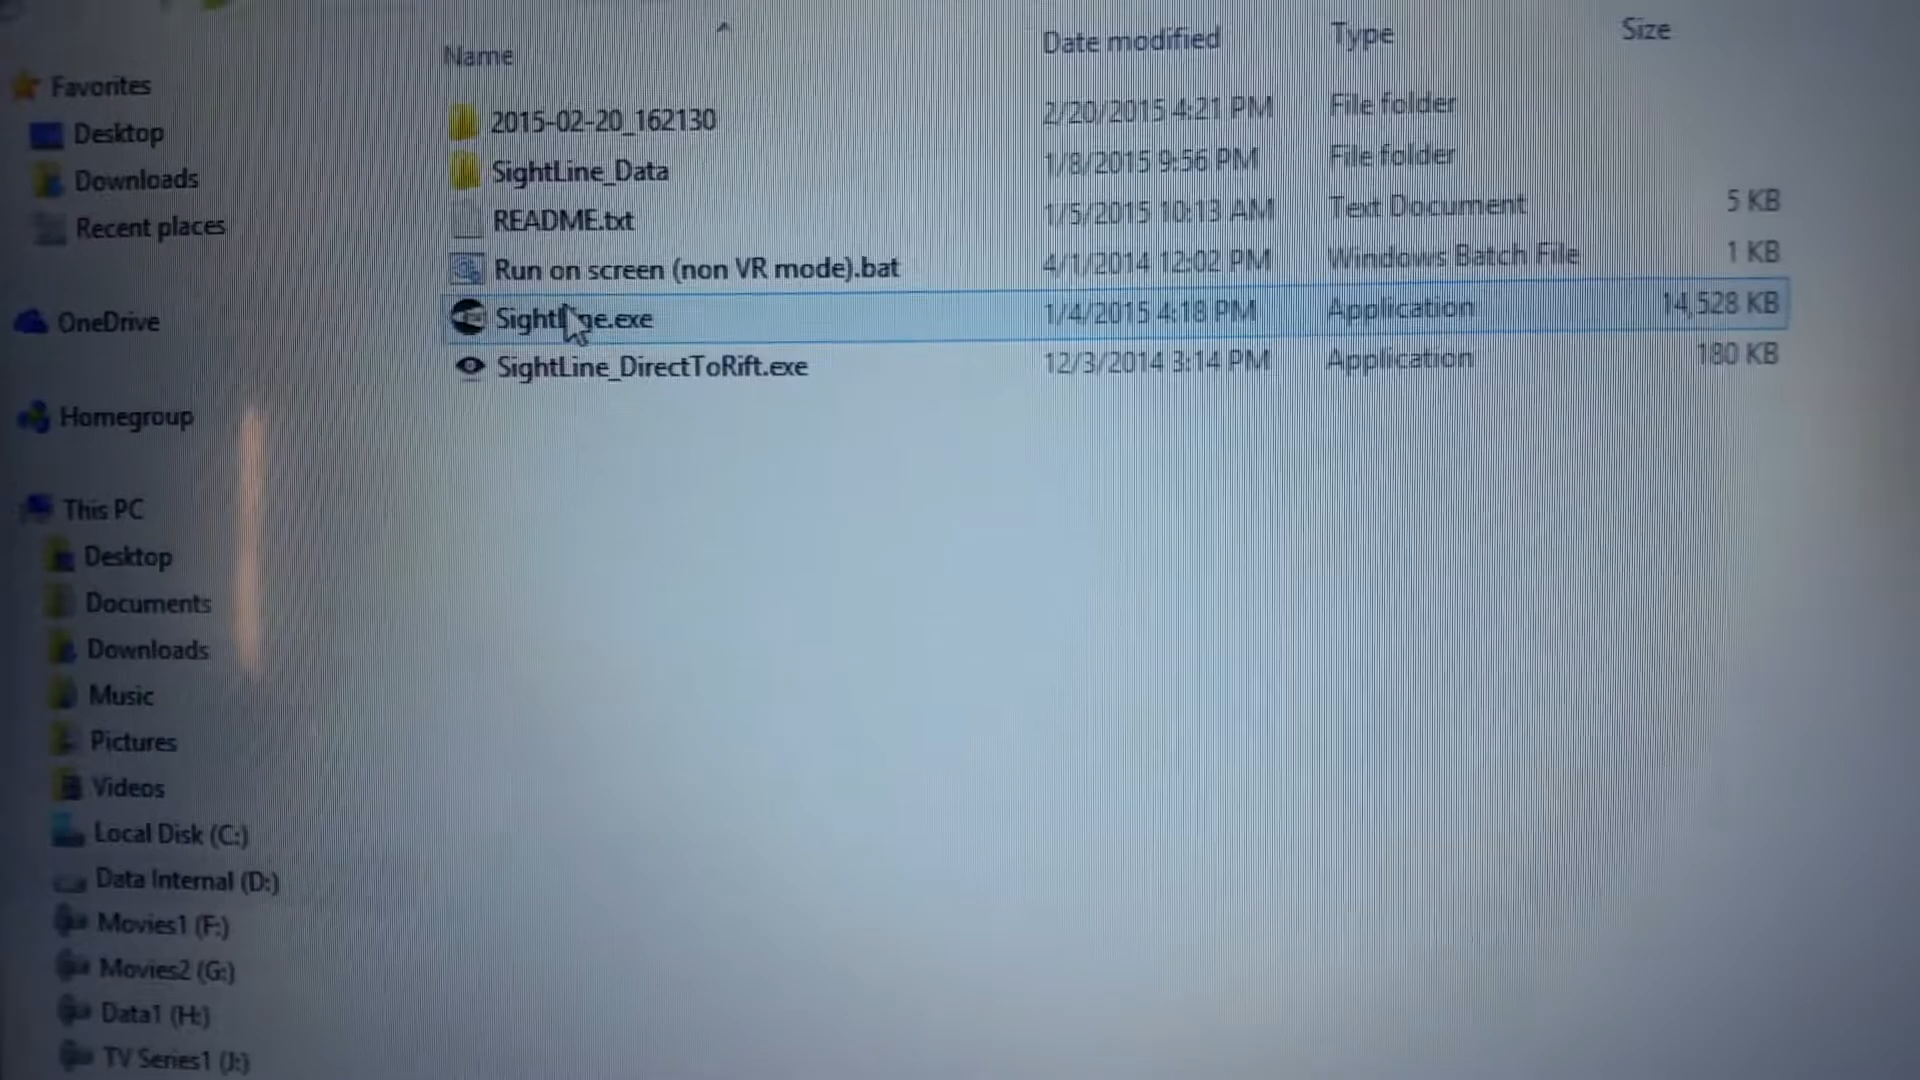 Name Date modified Type Size
2015-02-20_162130 2/20/2015 4:21 PM File folder
SightLine_Data 1/8/2015 9:56 PM File folder
README.txt 1/5/2015 10:13 AM Text Document 5 KB
Run on screen (non VR mode).bat 4/1/2014 12:02 PM Windows Batch File 1 KB
SightLine.exe 1/4/2015 4:18 PM Application 14,528 KB
SightLine_DirectToRift.exe 12/3/2014 3:14 PM Application 180 KB
Favorites
Desktop
Downloads
Recent places
OneDrive
Homegroup
This PC
Desktop
Documents
Downloads
Music
Pictures
Videos
Local Disk (C:)
Data Internal (D:)
Movies1 (F:)
Movies2 (G:)
Data1 (H:)
TV Series1 (J:)